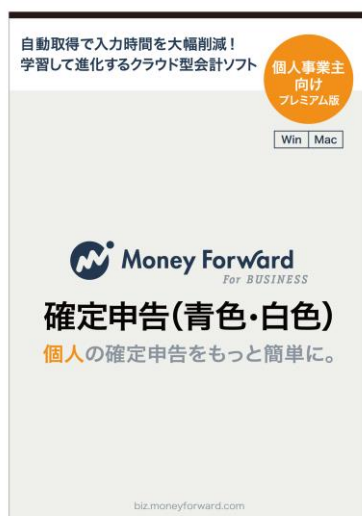 自動取得で入力時間を大幅削減!
学習して進化するクラウド型会計ソフト
個人事業主
向け
プレミアム版
Win Mac
Money Forward
For BUSINESS
確定申告(青色・白色)
個人の確定申告をもっと簡単に。
biz.moneyforward.com